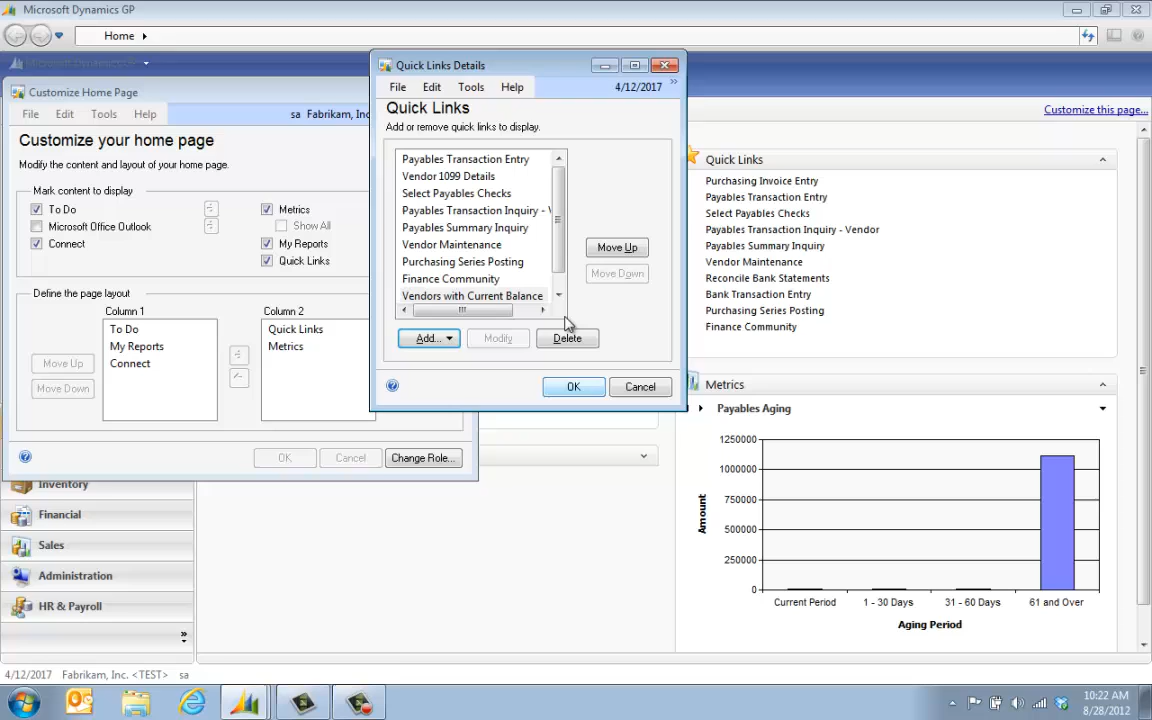 Microsoft Dynamics GP
Home
Customize Home Page
File Edit Tools Help
sa Fabrikam, Inc
Customize your home page
Modify the content and layout of your home page.
Mark content to display
To Do
Microsoft Office Outlook
Connect
Metrics
Show All
My Reports
Quick Links
Define the page layout
Column 1
Column 2
To Do
My Reports
Connect
Quick Links
Metrics
Move Up
Move Down
OK
Cancel
Change Role...
Quick Links Details
File Edit Tools Help
4/12/2017
Quick Links
Add or remove quick links to display.
Payables Transaction Entry
Vendor 1099 Details
Select Payables Checks
Payables Transaction Inquiry - V
Payables Summary Inquiry
Vendor Maintenance
Purchasing Series Posting
Finance Community
Vendors with Current Balance
Move Up
Move Down
Add...
Modify
Delete
OK
Cancel
Customize this page...
Quick Links
Purchasing Invoice Entry
Payables Transaction Entry
Select Payables Checks
Payables Transaction Inquiry - Vendor
Payables Summary Inquiry
Vendor Maintenance
Reconcile Bank Statements
Bank Transaction Entry
Purchasing Series Posting
Finance Community
Metrics
Payables Aging
1250000
1000000
750000
500000
250000
0
Amount
Current Period
1 - 30 Days
31 - 60 Days
61 and Over
Aging Period
Inventory
Financial
Sales
Administration
HR & Payroll
4/12/2017 Fabrikam, Inc. <TEST> sa
10:22 AM
8/28/2012